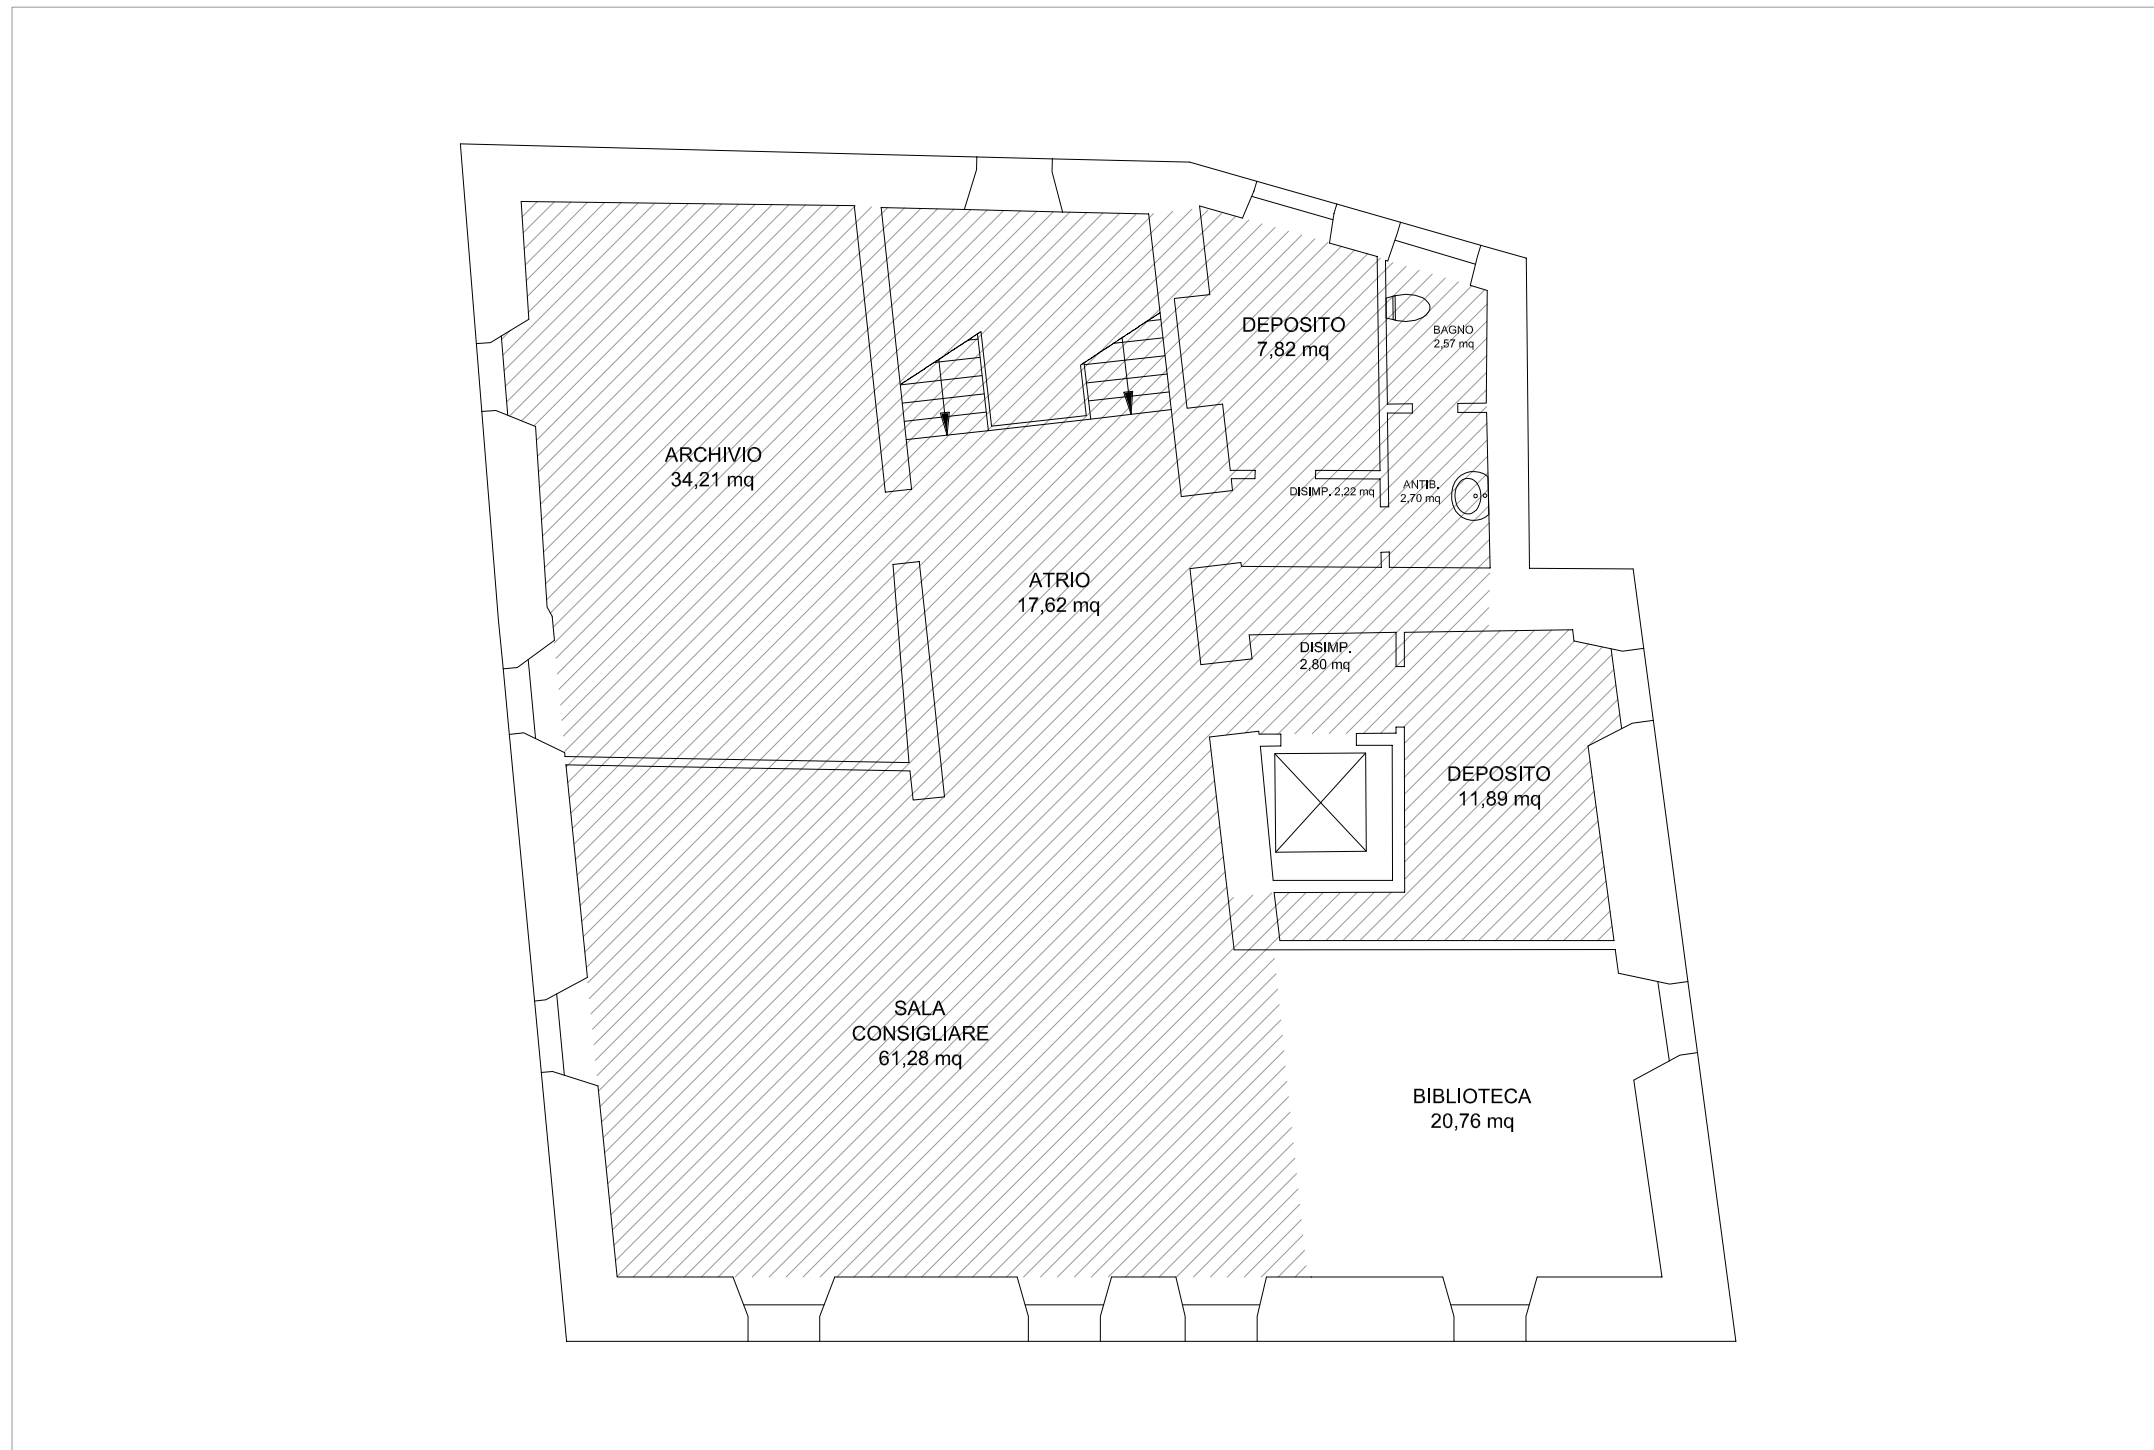 DEPOSITO
7,82 mq
BAGNO
2,57 mq
ARCHIVIO
34,21 mq
DISIMP. 2,22 mq
ANTIB.
2,70 mq
ATRIO
17,62 mq
DISIMP.
2,80 mq
DEPOSITO
11,89 mq
SALA
CONSIGLIARE
61,28 mq
BIBLIOTECA
20,76 mq